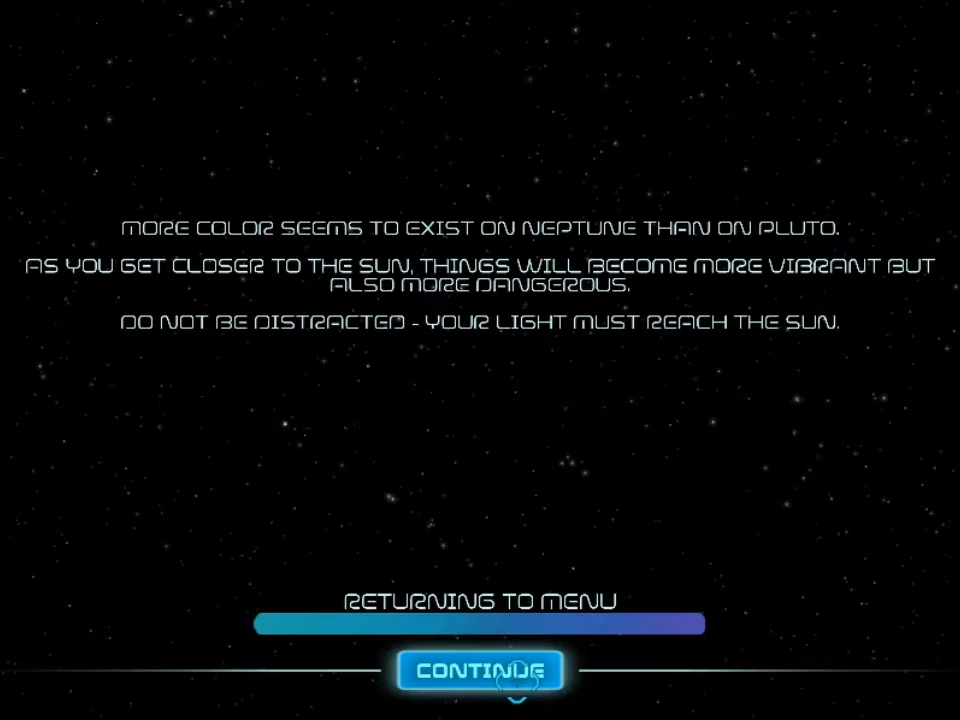 MORE COLOR SEEMS TO EXIST ON NEPTUNE THAN ON PLUTO.
AS YOU GET CLOSER TO THE SUN, THINGS WILL BECOME MORE VIBRANT BUT
ALSO MORE DANGEROUS.
DO NOT BE DISTRACTED - YOUR LIGHT MUST REACH THE SUN.
RETURNING TO MENU
CONTINUE